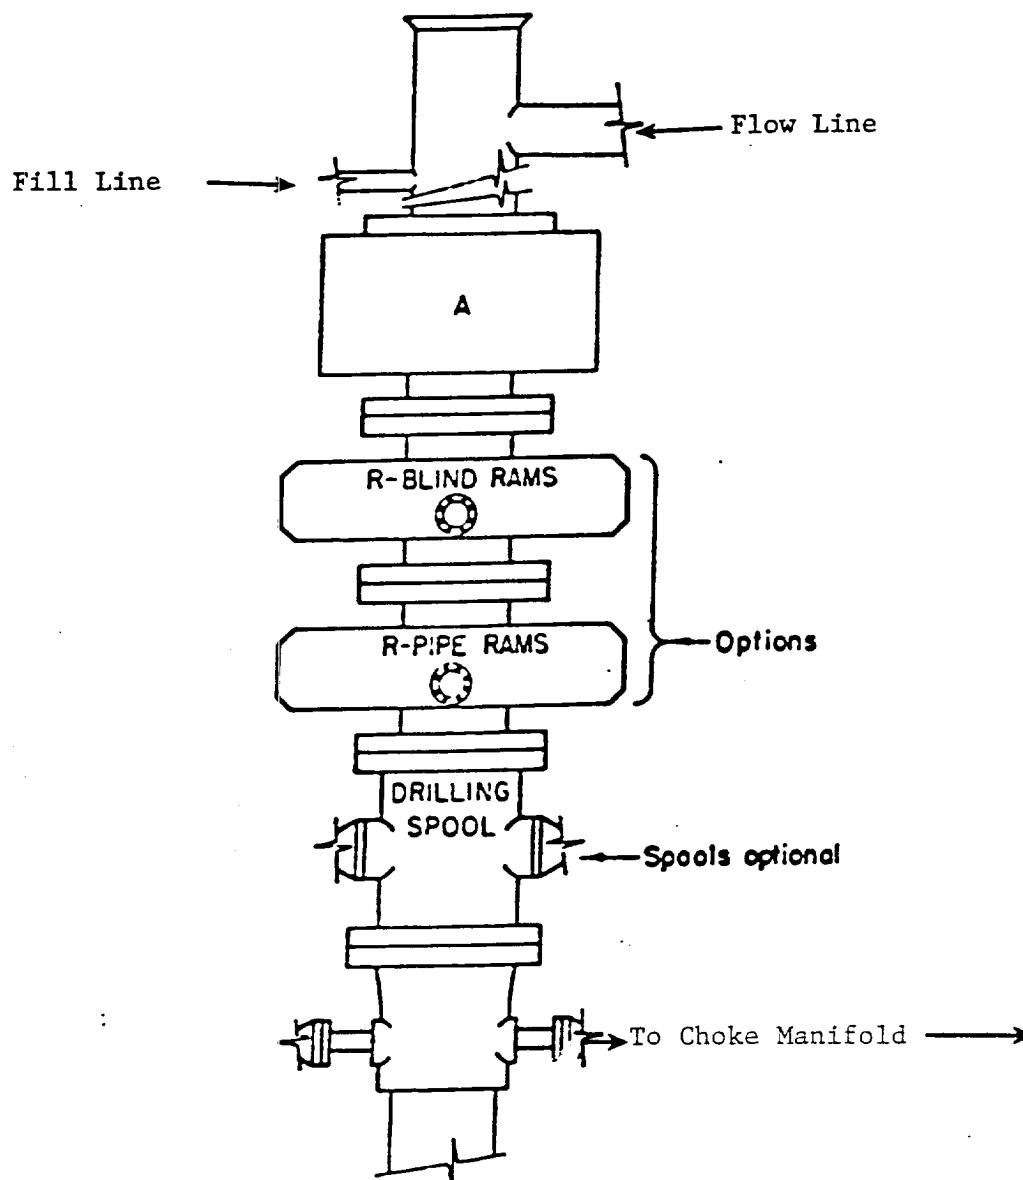 Flow Line
Fill Line
A
R-BLIND RAMS
R-PIPE RAMS
Options
DRILLING
SPOOL
Spools optional
To Choke Manifold